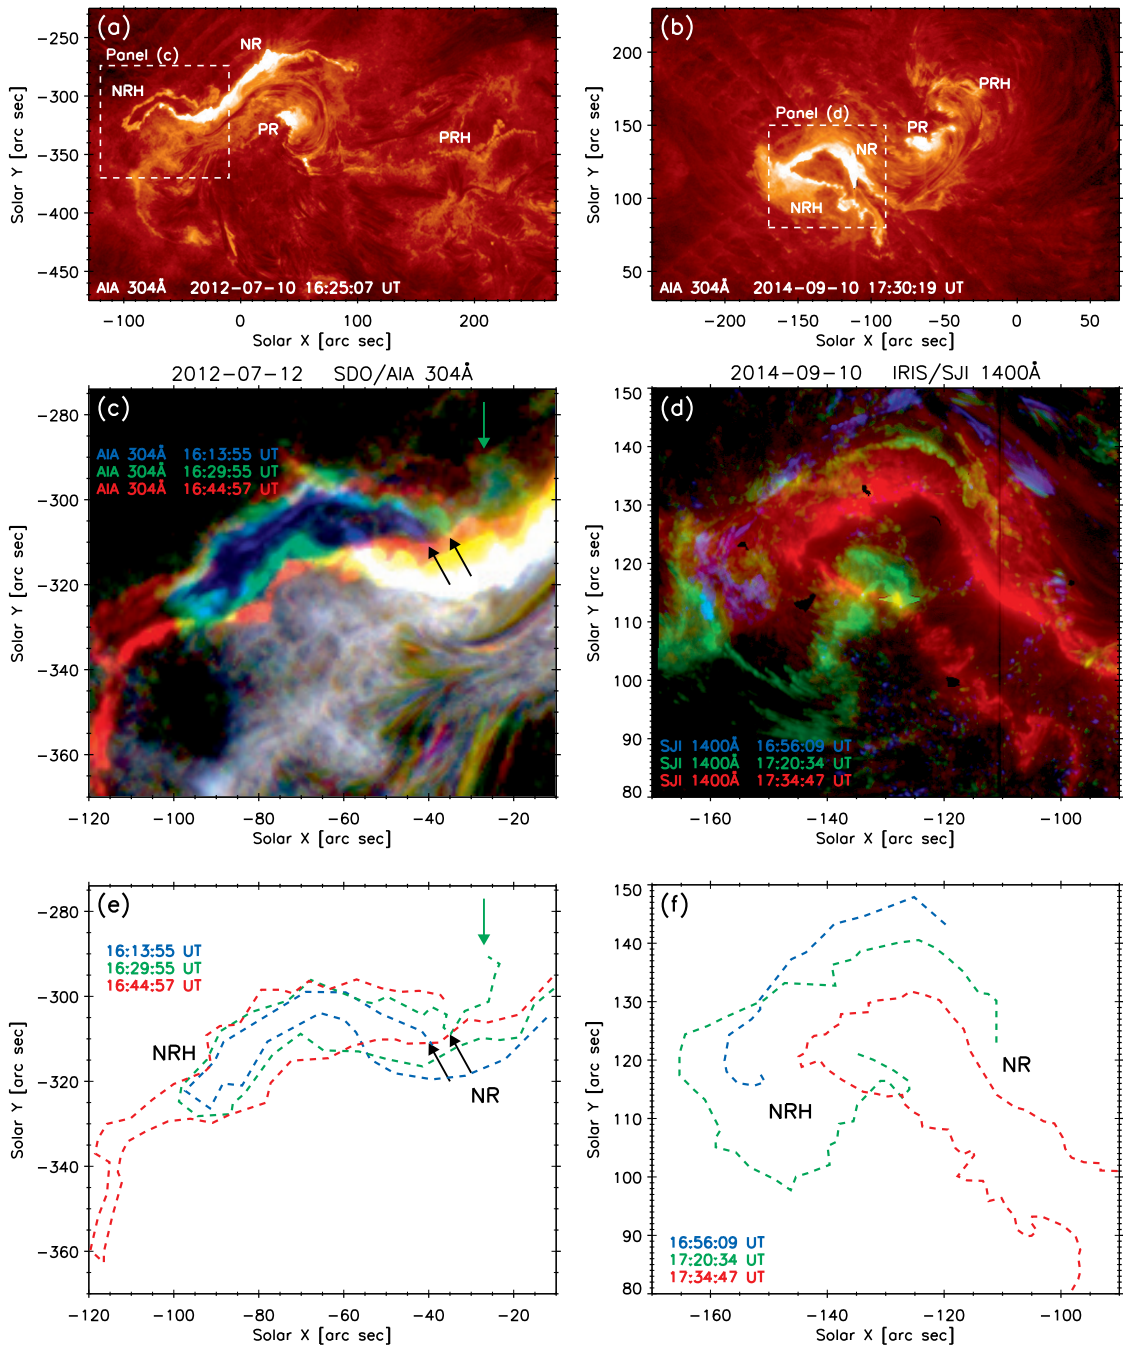 (a)
NR
Panel (c)
NRH
PR
PRH
AIA 304Å 2012-07-10 16:25:07 UT
Solar Y [arc sec]
-250
-300
-350
-400
-450
-100 0 100 200
Solar X [arc sec]
(b)
PRH
Panel (d)
PR
NR
NRH
AIA 304Å 2014-09-10 17:30:19 UT
Solar Y [arc sec]
200
150
100
50
-200 -150 -100 -50 0 50
Solar X [arc sec]
2012-07-12 SDO/AIA 304Å
(c)
AIA 304Å 16:13:55 UT
AIA 304Å 16:29:55 UT
AIA 304Å 16:44:57 UT
Solar Y [arc sec]
-280
-300
-320
-340
-360
-120 -100 -80 -60 -40 -20
Solar X [arc sec]
2014-09-10 IRIS/SJI 1400Å
(d)
SJI 1400Å 16:56:09 UT
SJI 1400Å 17:20:34 UT
SJI 1400Å 17:34:47 UT
Solar Y [arc sec]
150
140
130
120
110
100
90
80
-160 -140 -120 -100
Solar X [arc sec]
(e)
16:13:55 UT
16:29:55 UT
16:44:57 UT
NRH
NR
Solar Y [arc sec]
-280
-300
-320
-340
-360
-120 -100 -80 -60 -40 -20
Solar X [arc sec]
(f)
NR
NRH
16:56:09 UT
17:20:34 UT
17:34:47 UT
Solar Y [arc sec]
150
140
130
120
110
100
90
80
-160 -140 -120 -100
Solar X [arc sec]